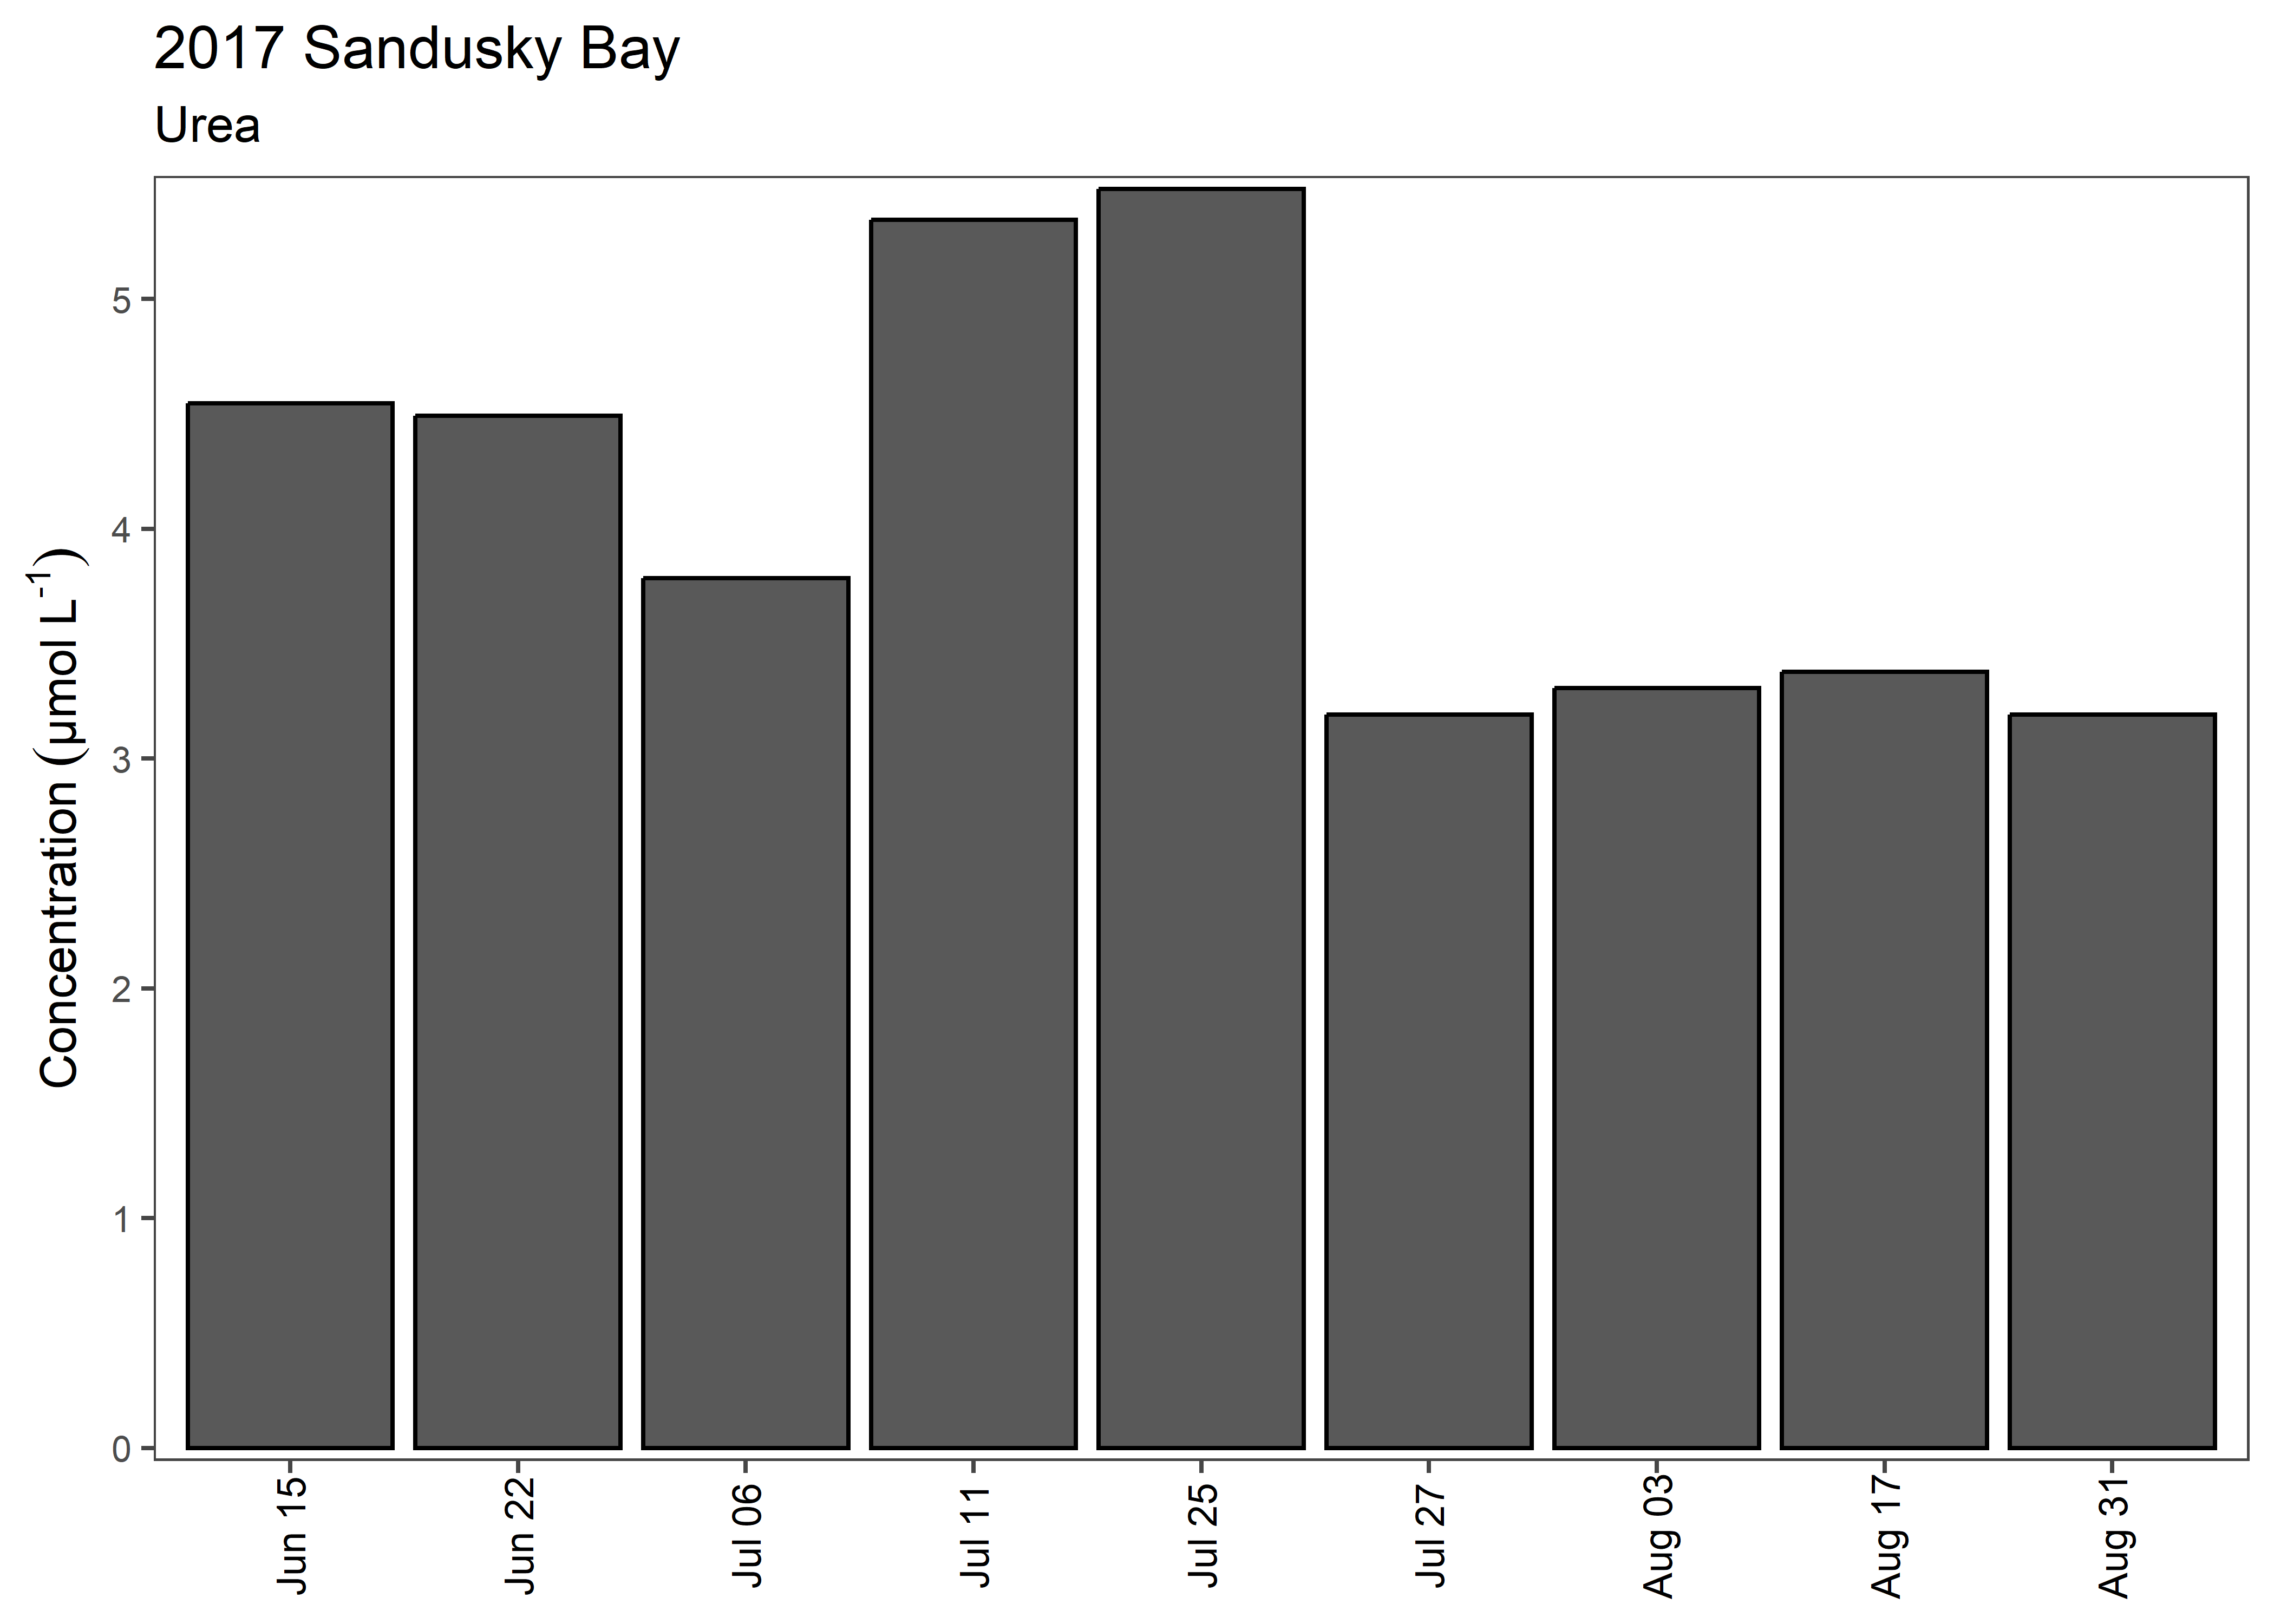 2017 Sandusky Bay
Urea
Concentration (µmol L⁻¹)
5
4
3
2
1
0
Jun 15
Jun 22
Jul 06
Jul 11
Jul 25
Jul 27
Aug 03
Aug 17
Aug 31